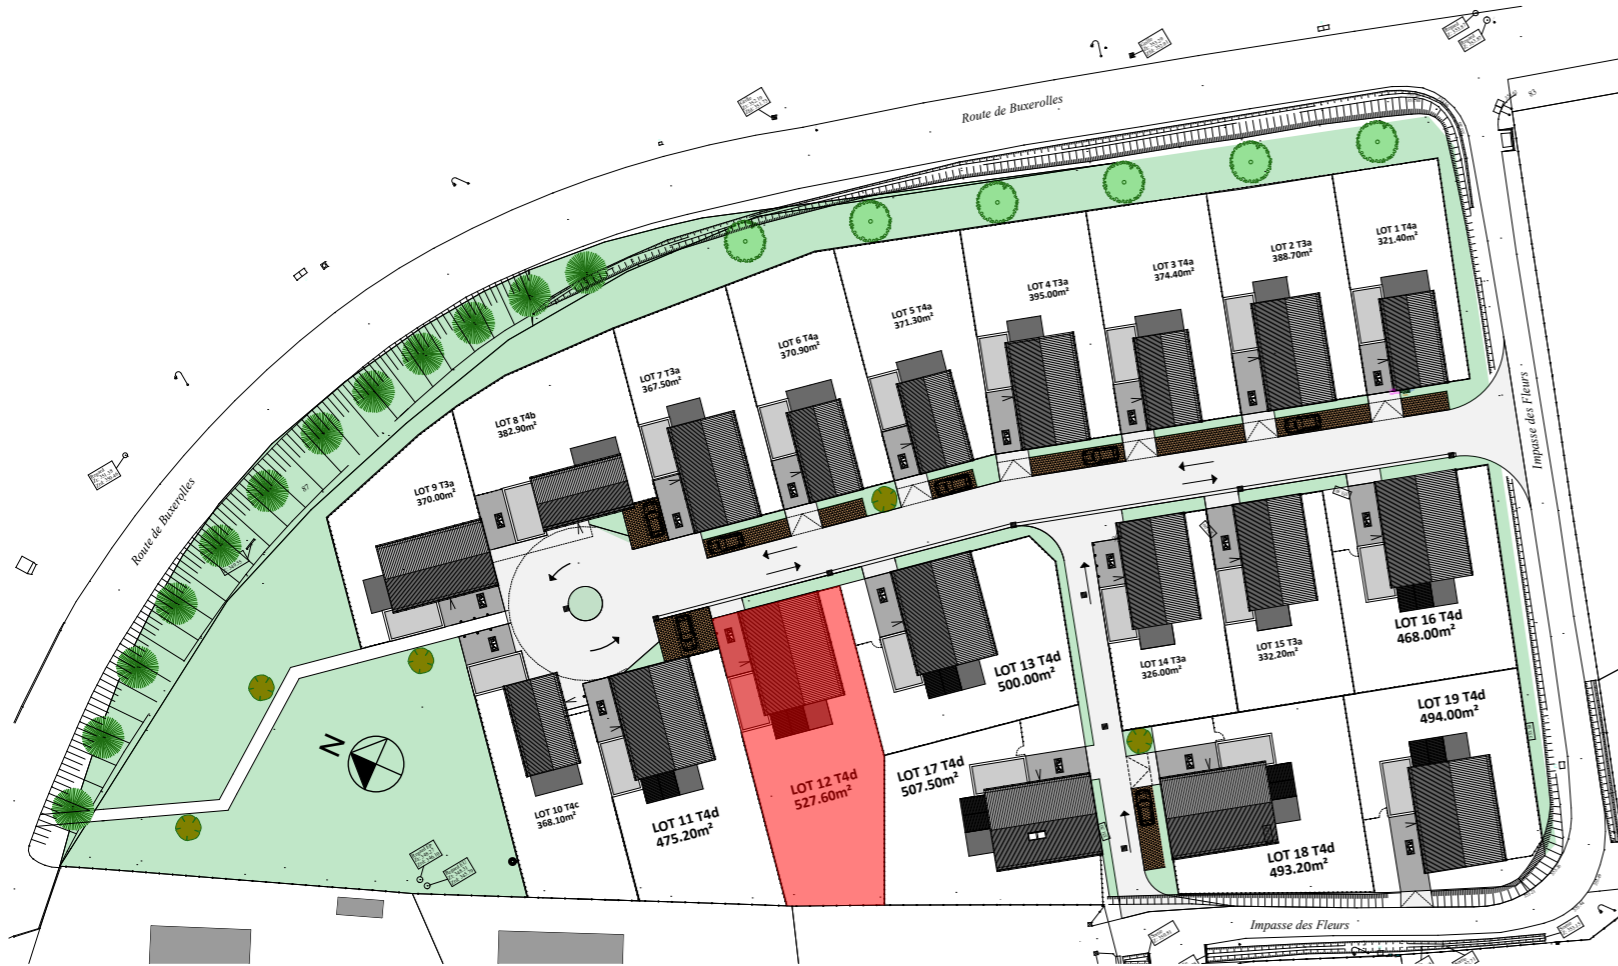 Route de Buxerolles
83
LOT 1 T4a
321.40m²
LOT 2 T3a
388.70m²
LOT 3 T4a
374.40m²
LOT 4 T3a
395.00m²
LOT 5 T4a
371.30m²
LOT 6 T4a
370.90m²
LOT 7 T3a
367.50m²
LOT 8 T4b
382.90m²
LOT 9 T3a
370.00m²
87
Route de Buxerolles
Impasse des Fleurs
LOT 16 T4d
468.00m²
LOT 15 T3a
332.20m²
LOT 14 T3a
326.00m²
LOT 13 T4d
500.00m²
LOT 19 T4d
494.00m²
N
LOT 17 T4d
507.50m²
LOT 12 T4d
527.60m²
LOT 10 T4c
368.10m²
LOT 11 T4d
475.20m²
LOT 18 T4d
493.20m²
Impasse des Fleurs